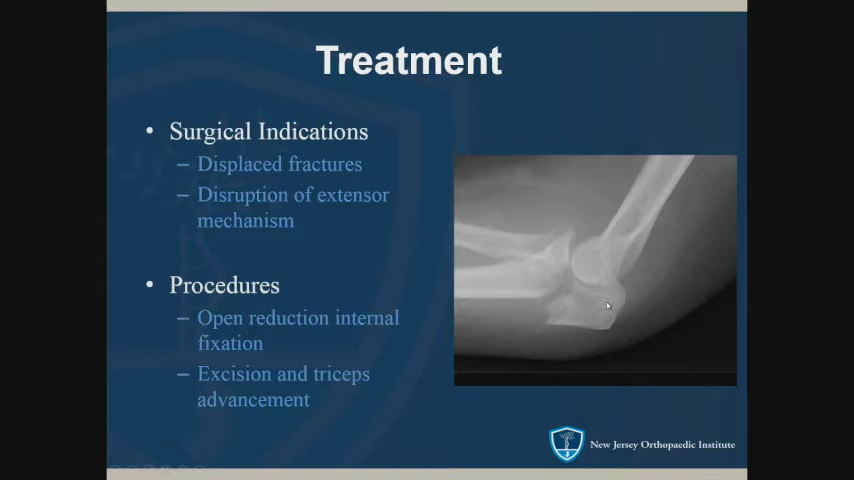 Treatment
• Surgical Indications
– Displaced fractures
– Disruption of extensor
mechanism
• Procedures
– Open reduction internal
fixation
– Excision and triceps
advancement
New Jersey Orthopaedic Institute